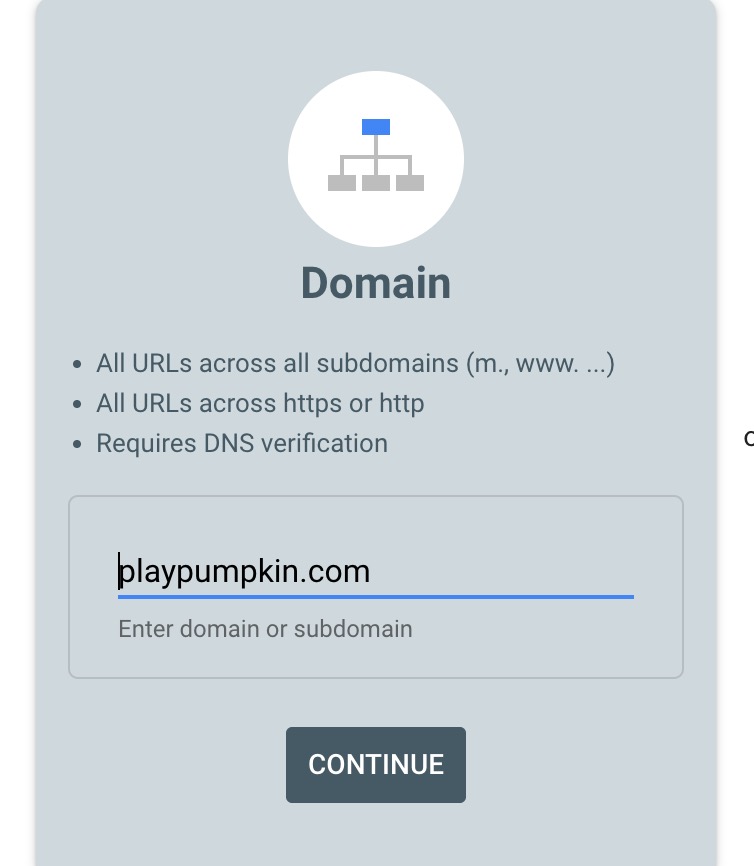 Domain
• All URLs across all subdomains (m., www. ...)
• All URLs across https or http
• Requires DNS verification
playpumpkin.com
Enter domain or subdomain
CONTINUE